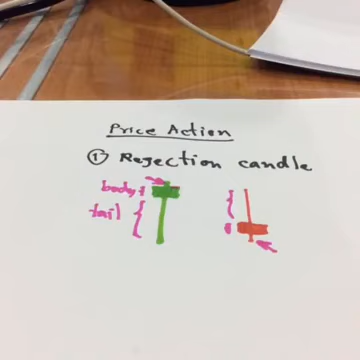 Price Action
① Rejection candle
body
tail